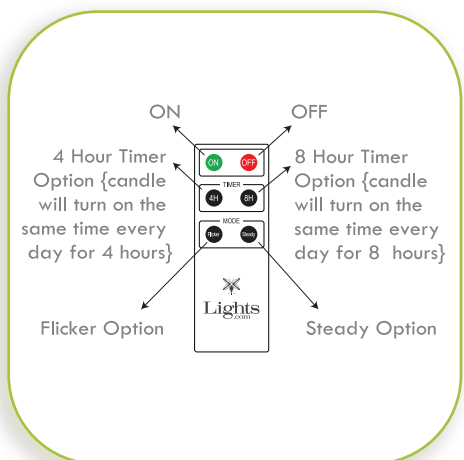 ON
OFF
4 Hour Timer
Option {candle
will turn on the
same time every
day for 4 hours}
8 Hour Timer
Option {candle
will turn on the
same time every
day for 8 hours}
ON OFF
TIMER
4H 8H
MODE
Flicker Steady
Lights
.com
Flicker Option
Steady Option